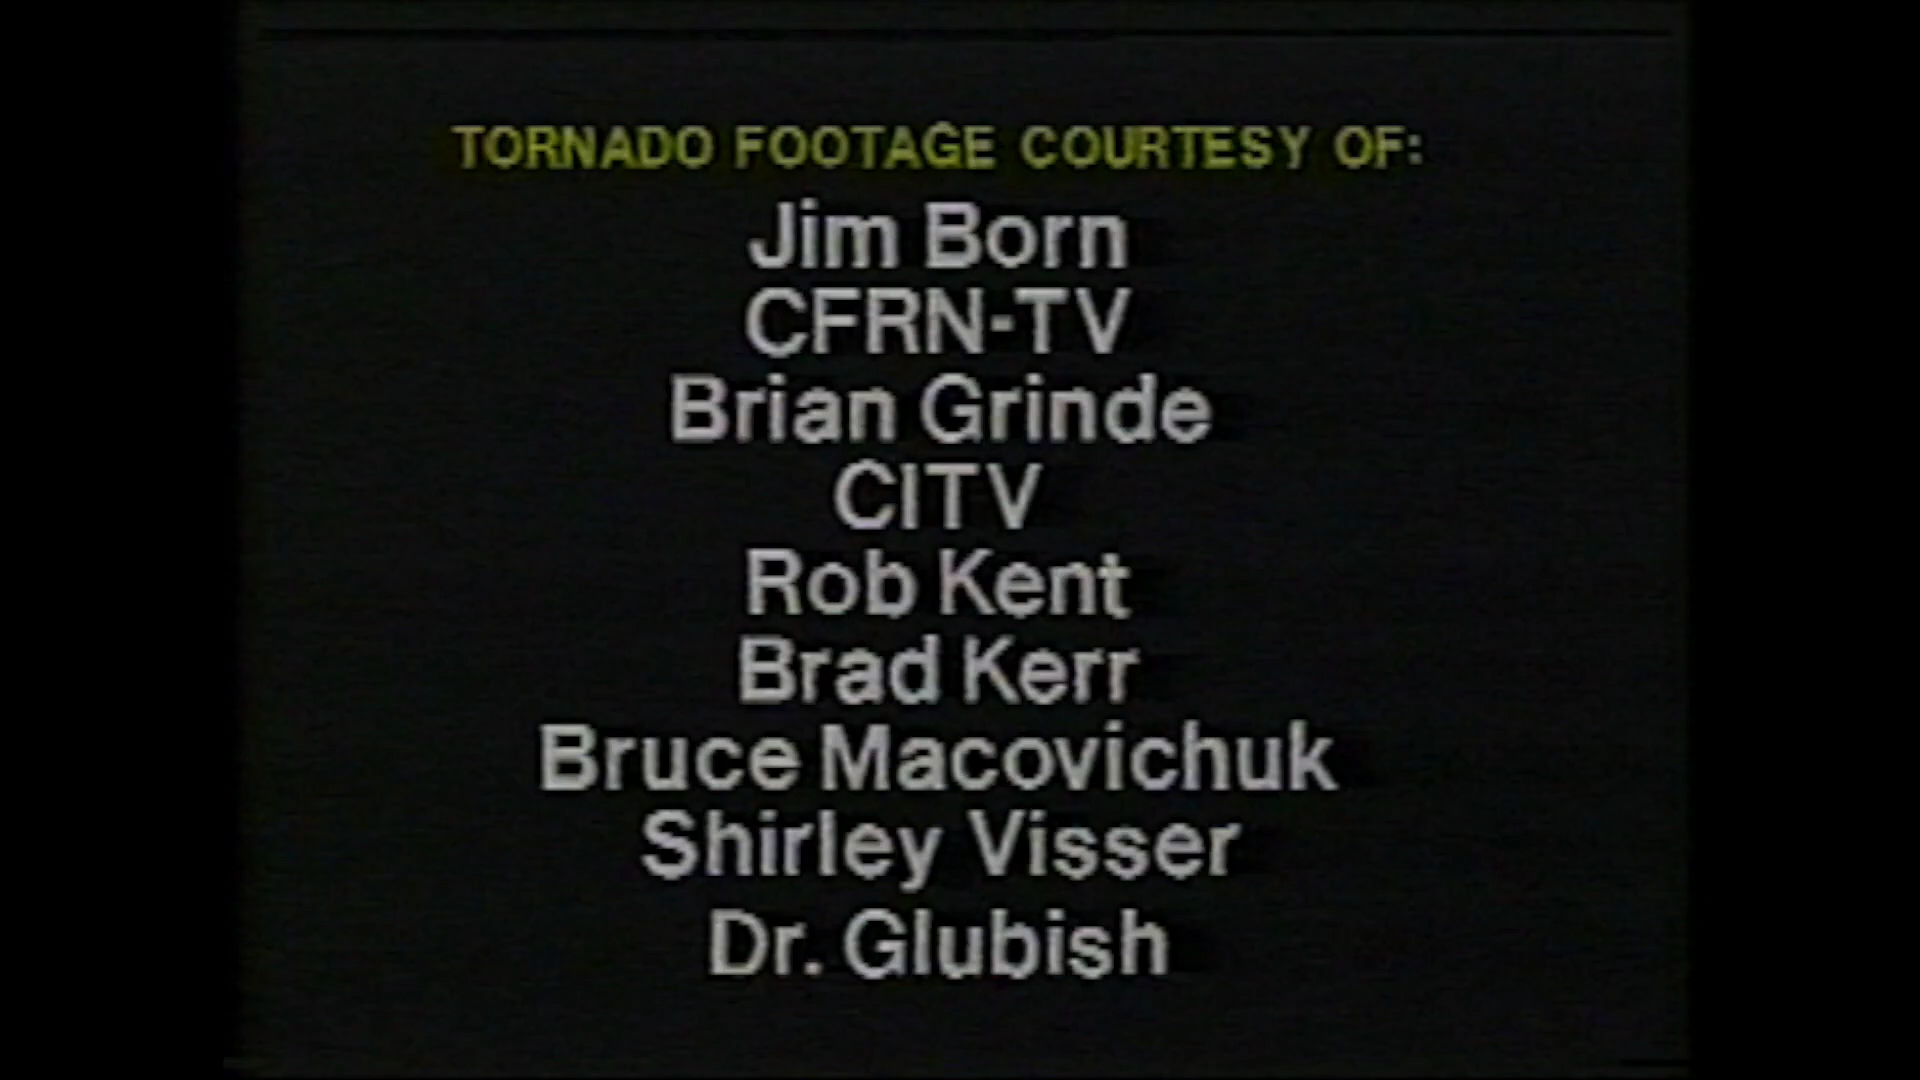 TORNADO FOOTAGE COURTESY OF:
Jim Born
CFRN-TV
Brian Grinde
CITV
Rob Kent
Brad Kerr
Bruce Macovichuk
Shirley Visser
Dr. Glubish